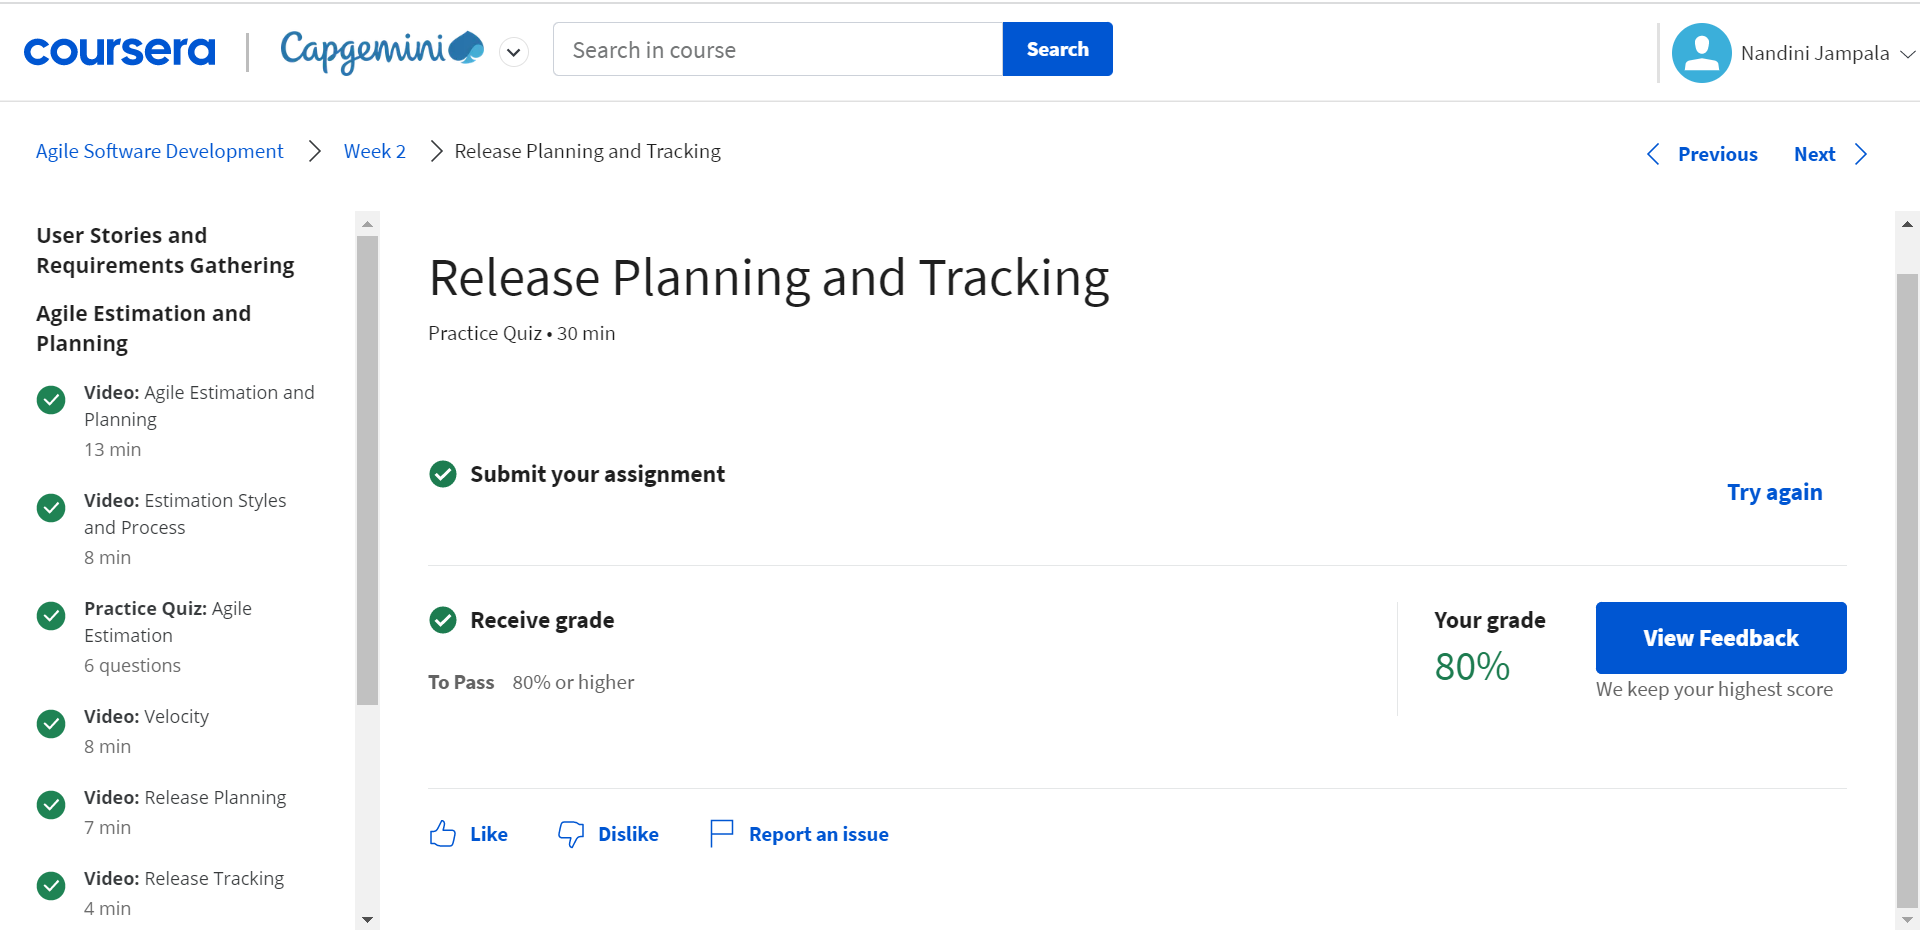 coursera
Capgemini
Search in course
Search
Nandini Jampala
Agile Software Development
Week 2
Release Planning and Tracking
Previous
Next
User Stories and
Requirements Gathering
Agile Estimation and
Planning
Video: Agile Estimation and
Planning
13 min
Video: Estimation Styles
and Process
8 min
Practice Quiz: Agile
Estimation
6 questions
Video: Velocity
8 min
Video: Release Planning
7 min
Video: Release Tracking
4 min
Release Planning and Tracking
Practice Quiz • 30 min
Submit your assignment
Try again
Receive grade
To Pass 80% or higher
Your grade
80%
View Feedback
We keep your highest score
Like
Dislike
Report an issue